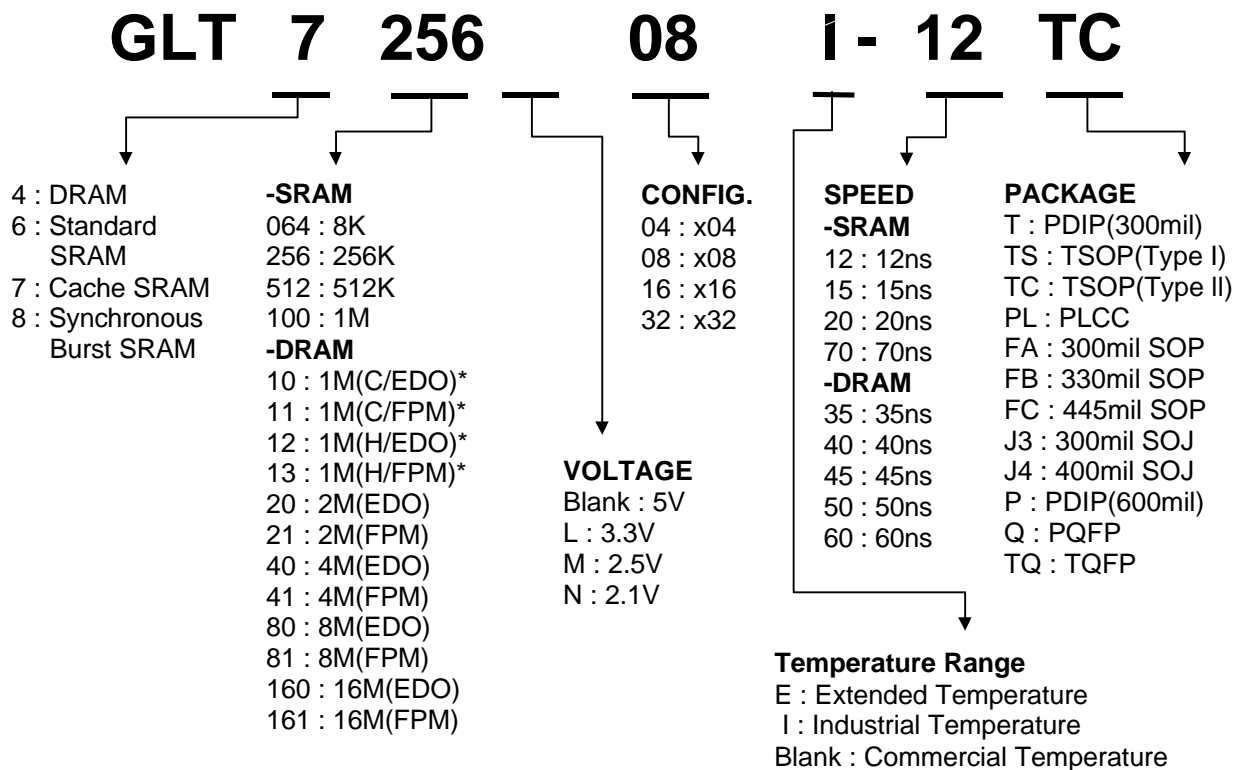 GLT 7 256 08 I - 12 TC
4 : DRAM
6 : Standard
SRAM
7 : Cache SRAM
8 : Synchronous
Burst SRAM
-SRAM
064 : 8K
256 : 256K
512 : 512K
100 : 1M
-DRAM
10 : 1M(C/EDO)*
11 : 1M(C/FPM)*
12 : 1M(H/EDO)*
13 : 1M(H/FPM)*
20 : 2M(EDO)
21 : 2M(FPM)
40 : 4M(EDO)
41 : 4M(FPM)
80 : 8M(EDO)
81 : 8M(FPM)
160 : 16M(EDO)
161 : 16M(FPM)
VOLTAGE
Blank : 5V
L : 3.3V
M : 2.5V
N : 2.1V
CONFIG.
04 : x04
08 : x08
16 : x16
32 : x32
SPEED
-SRAM
12 : 12ns
15 : 15ns
20 : 20ns
70 : 70ns
-DRAM
35 : 35ns
40 : 40ns
45 : 45ns
50 : 50ns
60 : 60ns
PACKAGE
T : PDIP(300mil)
TS : TSOP(Type I)
TC : TSOP(Type ll)
PL : PLCC
FA : 300mil SOP
FB : 330mil SOP
FC : 445mil SOP
J3 : 300mil SOJ
J4 : 400mil SOJ
P : PDIP(600mil)
Q : PQFP
TQ : TQFP
Temperature Range
E : Extended Temperature
I : Industrial Temperature
Blank : Commercial Temperature